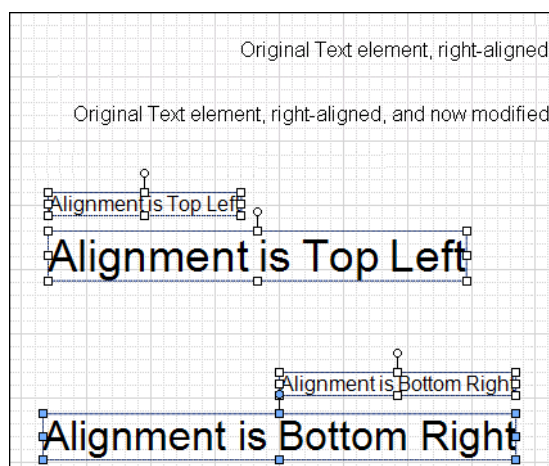 Original Text element, right-aligned
Original Text element, right-aligned, and now modified
Alignment is Top Left
Alignment is Top Left
Alignment is Bottom Right
Alignment is Bottom Right